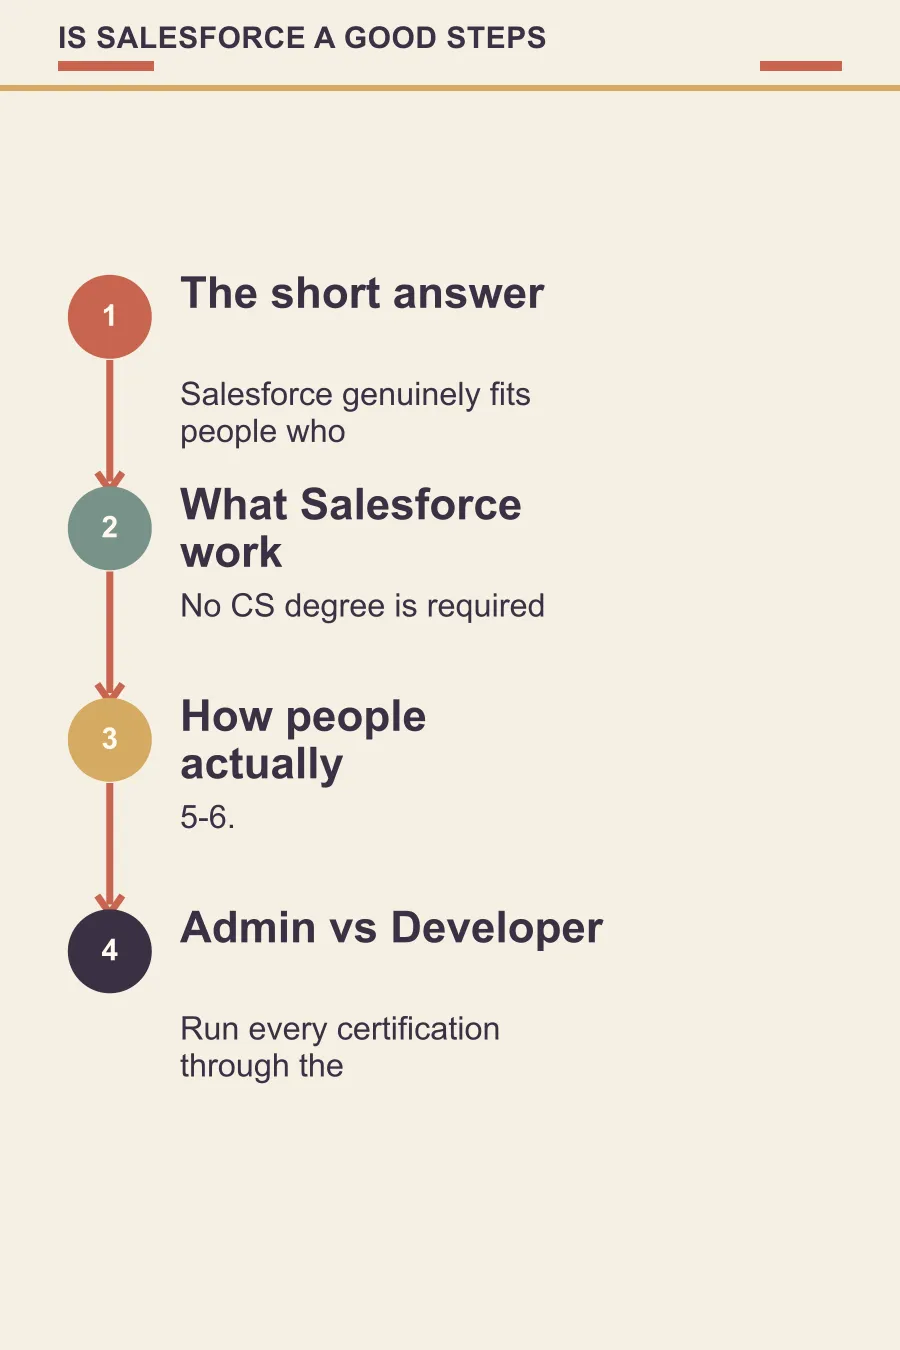 IS SALESFORCE A GOOD STEPS
1
The short answer
Salesforce genuinely fits
people who
2
What Salesforce
work
No CS degree is required
3
How people
actually
5-6.
4
Admin vs Developer
Run every certification
through the